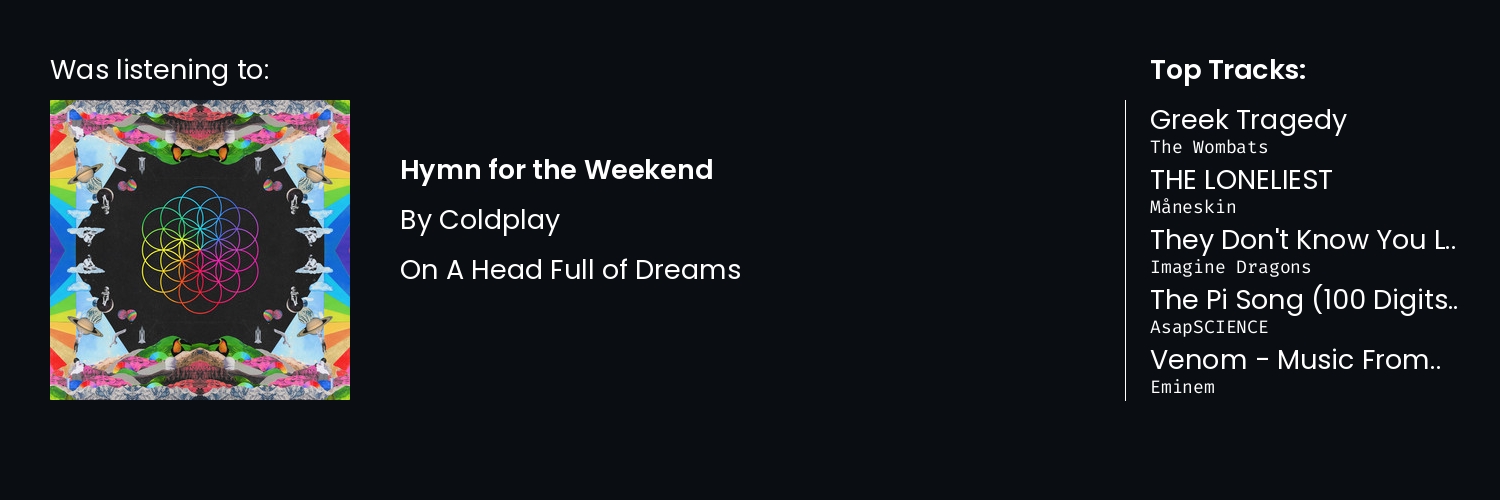 Was listening to:
Hymn for the Weekend
By Coldplay
On A Head Full of Dreams
Top Tracks:
Greek Tragedy
The Wombats
THE LONELIEST
Måneskin
They Don't Know You L..
Imagine Dragons
The Pi Song (100 Digits..
AsapSCIENCE
Venom - Music From..
Eminem